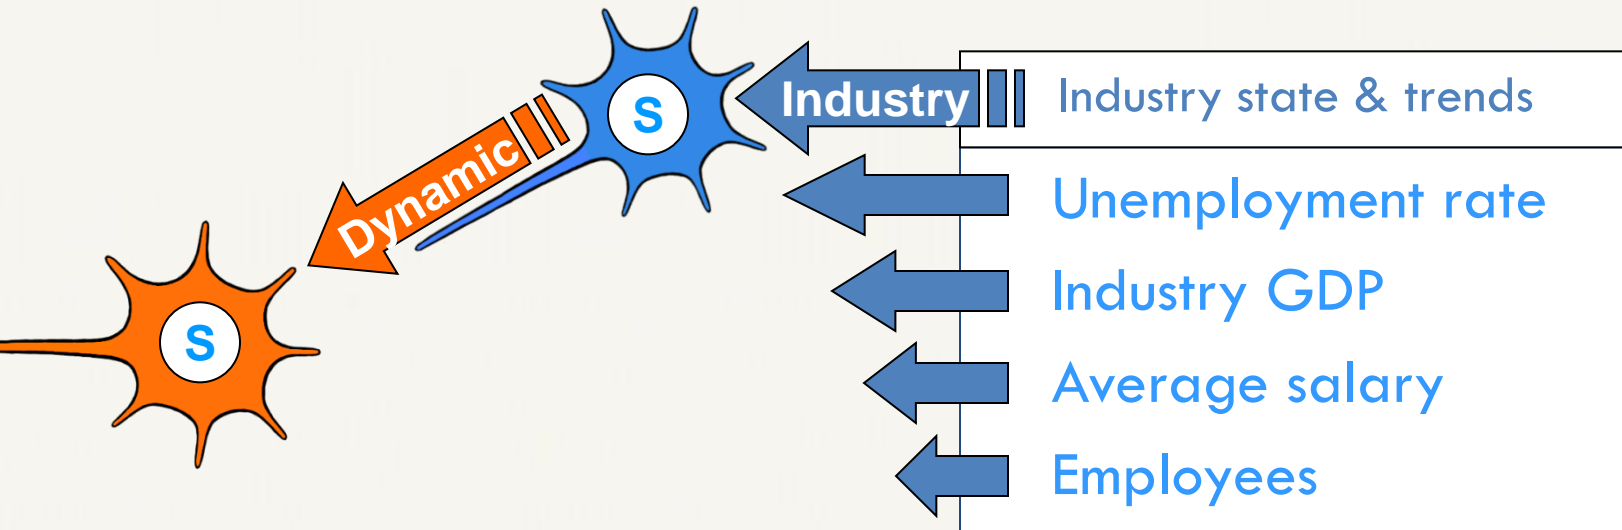 S
Industry
Industry state & trends
Dynamic
Unemployment rate
Industry GDP
S
Average salary
Employees